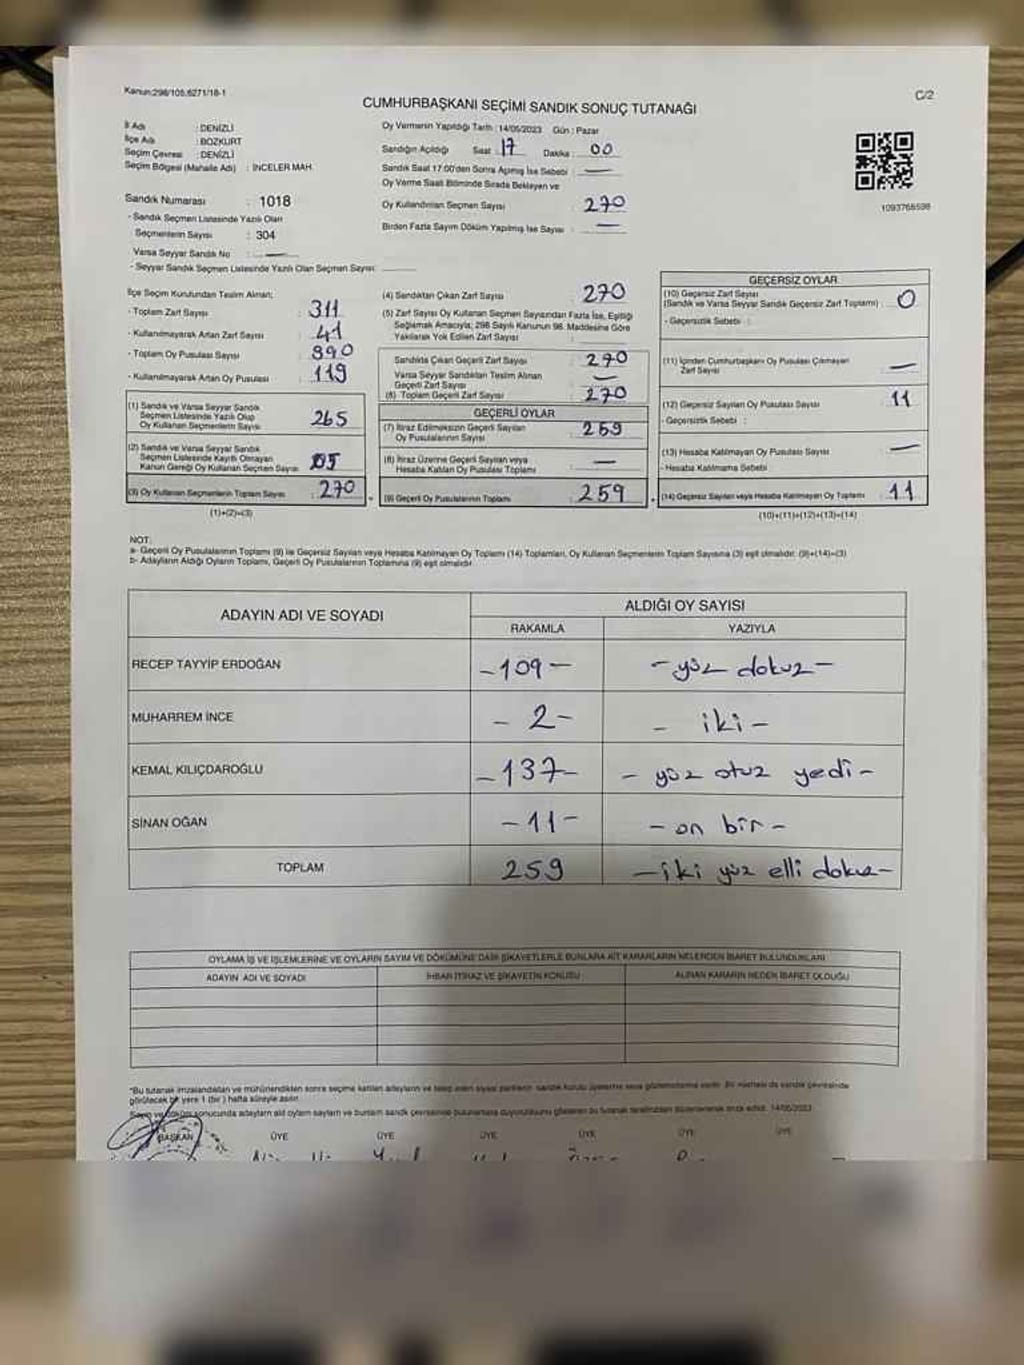 Kanun:298/105,6271/18-1
C/2
CUMHURBAŞKANI SEÇİMİ SANDIK SONUÇ TUTANAĞI
İl Adı : DENİZLİ
İlçe Adı : BOZKURT
Seçim Çevresi : DENİZLİ
Seçim Bölgesi (Mahalle Adı) : İNCELER MAH.
Sandık Numarası : 1018
- Sandık Seçmen Listesinde Yazılı Olan
Seçmenlerin Sayısı : 304
Varsa Seyyar Sandık No : —
- Seyyar Sandık Seçmen Listesinde Yazılı Olan Seçmen Sayısı:
Oy Vermenin Yapıldığı Tarih : 14/05/2023 Gün : Pazar
Sandığın Açıldığı Saat : 17 Dakika : 00
Sandık Saat 17:00'den Sonra Açılmış İse Sebebi : —
Oy Verme Saati Bitiminde Sırada Bekleyen ve
Oy Kullandırılan Seçmen Sayısı : 270
Birden Fazla Sayım Döküm Yapılmış İse Sayısı : —
1093768598
İlçe Seçim Kurulundan Teslim Alınan;
- Toplam Zarf Sayısı : 311
- Kullanılmayarak Artan Zarf Sayısı : 41
- Toplam Oy Pusulası Sayısı : 390
- Kullanılmayarak Artan Oy Pusulası : 119
(1) Sandık ve Varsa Seyyar Sandık
Seçmen Listesinde Yazılı Olup
Oy Kullanan Seçmenlerin Sayısı : 265
(2) Sandık ve Varsa Seyyar Sandık
Seçmen Listesinde Kayıtlı Olmayan
Kanun Gereği Oy Kullanan Seçmen Sayısı : 05
(3) Oy Kullanan Seçmenlerin Toplam Sayısı : 270
(1)+(2)=(3)
(4) Sandıktan Çıkan Zarf Sayısı : 270
(5) Zarf Sayısı Oy Kullanan Seçmen Sayısından Fazla İse, Eşitliği
Sağlamak Amacıyla; 298 Sayılı Kanunun 98. Maddesine Göre
Yakılarak Yok Edilen Zarf Sayısı :
Sandıkta Çıkan Geçerli Zarf Sayısı : 270
Varsa Seyyar Sandıktan Teslim Alınan
Geçerli Zarf Sayısı : —
(6) Toplam Geçerli Zarf Sayısı : 270
GEÇERLİ OYLAR
(7) İtiraz Edilmeksizin Geçerli Sayılan
Oy Pusulalarının Sayısı : 259
(8) İtiraz Üzerine Geçerli Sayılan veya
Hesaba Katılan Oy Pusulası Toplamı : —
(9) Geçerli Oy Pusulalarının Toplamı : 259
GEÇERSİZ OYLAR
(10) Geçersiz Zarf Sayısı
(Sandık ve Varsa Seyyar Sandık Geçersiz Zarf Toplamı) : 0
- Geçersizlik Sebebi :
(11) İçinden Cumhurbaşkanı Oy Pusulası Çıkmayan
Zarf Sayısı : —
(12) Geçersiz Sayılan Oy Pusulası Sayısı : 11
- Geçersizlik Sebebi :
(13) Hesaba Katılmayan Oy Pusulası Sayısı : —
- Hesaba Katılmama Sebebi
(14) Geçersiz Sayılan veya Hesaba Katılmayan Oy Toplamı : 11
(10)+(11)+(12)+(13)=(14)
NOT:
a- Geçerli Oy Pusulalarının Toplamı (9) ile Geçersiz Sayılan veya Hesaba Katılmayan Oy Toplamı (14) Toplamları, Oy Kullanan Seçmenlerin Toplam Sayısına (3) eşit olmalıdır. (9)+(14)=(3)
b- Adayların Aldığı Oyların Toplamı, Geçerli Oy Pusulalarının Toplamına (9) eşit olmalıdır.
ADAYIN ADI VE SOYADI
ALDIĞI OY SAYISI
RAKAMLA YAZIYLA
RECEP TAYYİP ERDOĞAN -109- -yüz dokuz-
MUHARREM İNCE -2- -iki-
KEMAL KILIÇDAROĞLU -137- -yüz otuz yedi-
SİNAN OĞAN -11- -on bir-
TOPLAM 259 -iki yüz elli dokuz-
OYLAMA İŞ VE İŞLEMLERİNE VE OYLARIN SAYIM VE DÖKÜMÜNE DAİR ŞİKAYETLERLE BUNLARA AİT KARARLARIN NELERDEN İBARET BULUNDUKLARI
ADAYIN ADI VE SOYADI İHBAR İTİRAZ VE ŞİKAYETİN KONUSU ALINAN KARARIN NEDEN İBARET OLDUĞU
*Bu tutanak imzalandıktan ve mühürlendikten sonra seçime katılan adayların ve talep eden siyasi partilerin sandık kurulu üyelerine veya gözlemcilerine verilir. Bir nüshası da sandık çevresinde
görülecek bir yere 1 (bir) hafta süreyle asılır.
Sayım ve döküm sonucunda adayların
14/05/2023
BAŞKAN ÜYE ÜYE ÜYE ÜYE ÜYE ÜYE